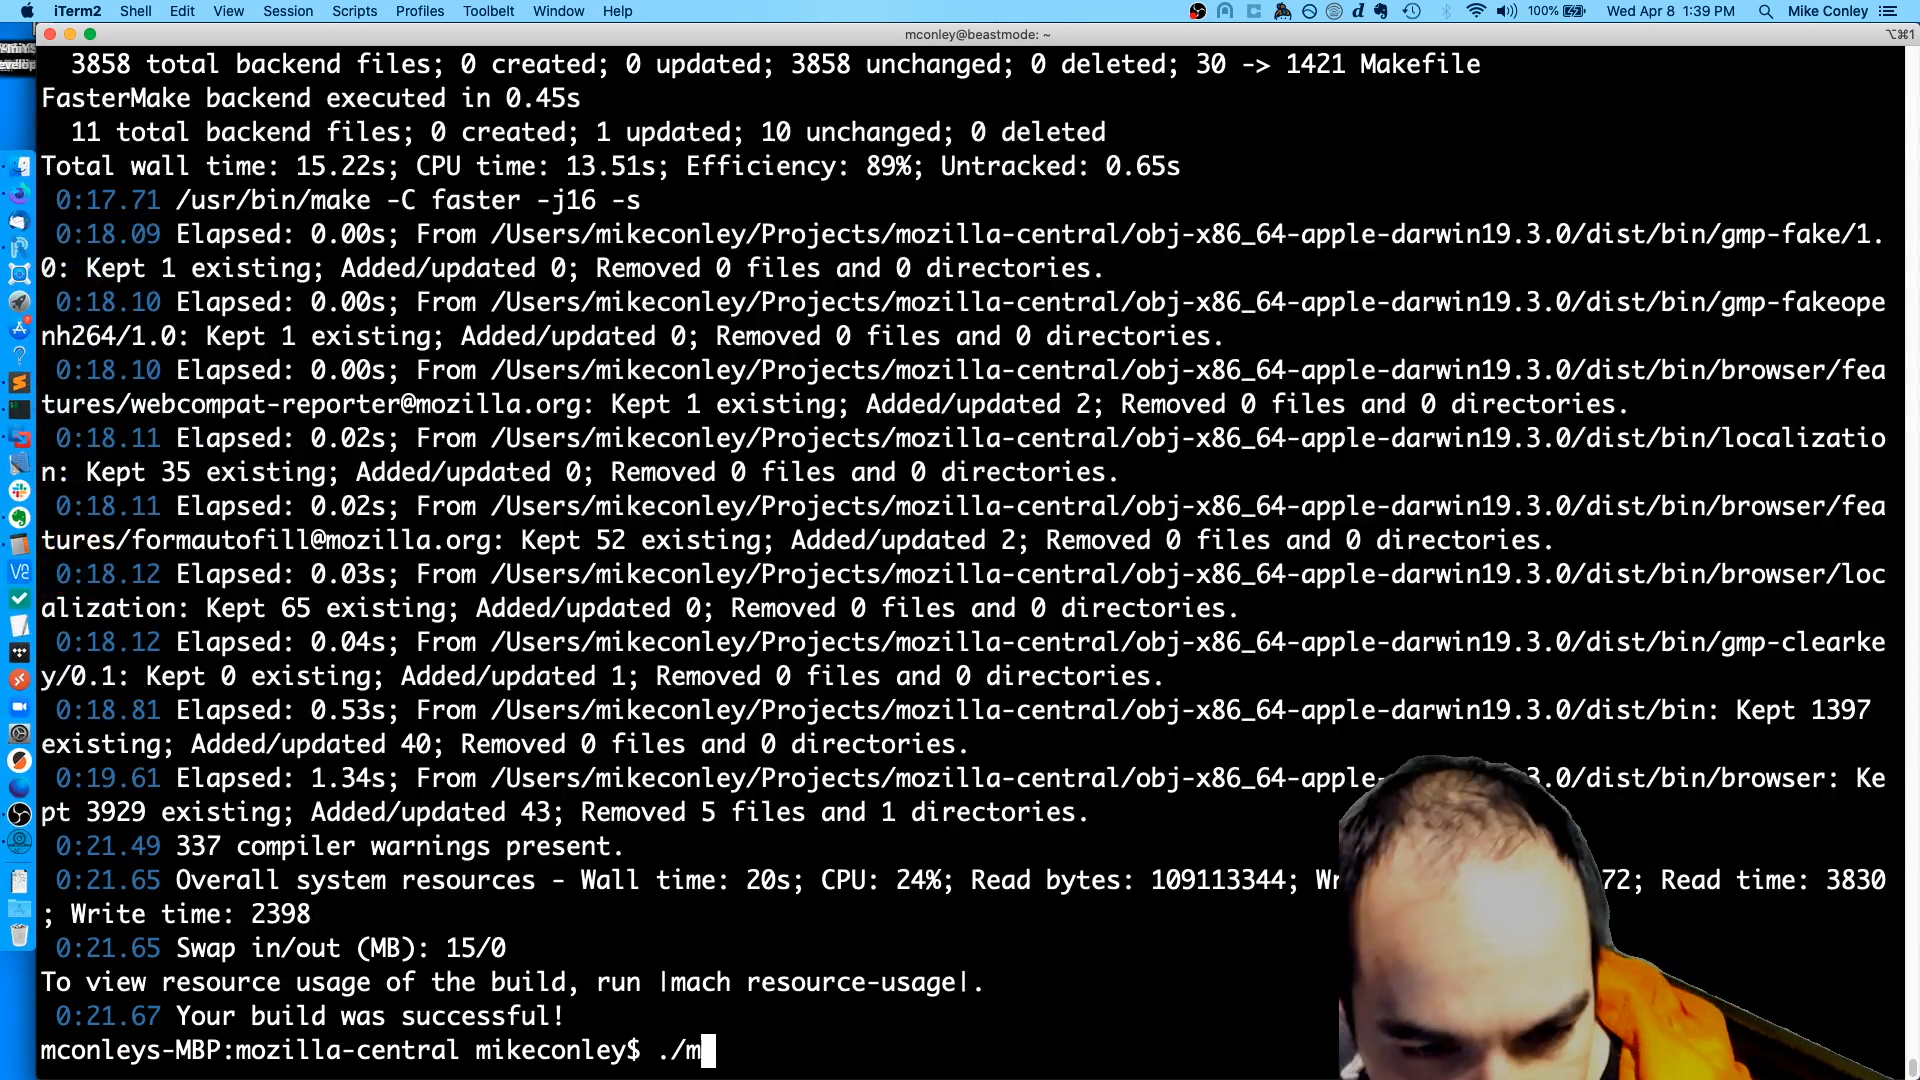 iTerm2 Shell Edit View Session Scripts Profiles Toolbelt Window Help 100% Wed Apr 8 1:39 PM Mike Conley
mconley@beastmode: ~ ⌥⌘1
3858 total backend files; 0 created; 0 updated; 3858 unchanged; 0 deleted; 30 -> 1421 Makefile
FasterMake backend executed in 0.45s
11 total backend files; 0 created; 1 updated; 10 unchanged; 0 deleted
Total wall time: 15.22s; CPU time: 13.51s; Efficiency: 89%; Untracked: 0.65s
0:17.71 /usr/bin/make -C faster -j16 -s
0:18.09 Elapsed: 0.00s; From /Users/mikeconley/Projects/mozilla-central/obj-x86_64-apple-darwin19.3.0/dist/bin/gmp-fake/1.
0: Kept 1 existing; Added/updated 0; Removed 0 files and 0 directories.
0:18.10 Elapsed: 0.00s; From /Users/mikeconley/Projects/mozilla-central/obj-x86_64-apple-darwin19.3.0/dist/bin/gmp-fakeope
nh264/1.0: Kept 1 existing; Added/updated 0; Removed 0 files and 0 directories.
0:18.10 Elapsed: 0.00s; From /Users/mikeconley/Projects/mozilla-central/obj-x86_64-apple-darwin19.3.0/dist/bin/browser/fea
tures/webcompat-reporter@mozilla.org: Kept 1 existing; Added/updated 2; Removed 0 files and 0 directories.
0:18.11 Elapsed: 0.02s; From /Users/mikeconley/Projects/mozilla-central/obj-x86_64-apple-darwin19.3.0/dist/bin/localizatio
n: Kept 35 existing; Added/updated 0; Removed 0 files and 0 directories.
0:18.11 Elapsed: 0.02s; From /Users/mikeconley/Projects/mozilla-central/obj-x86_64-apple-darwin19.3.0/dist/bin/browser/fea
tures/formautofill@mozilla.org: Kept 52 existing; Added/updated 2; Removed 0 files and 0 directories.
0:18.12 Elapsed: 0.03s; From /Users/mikeconley/Projects/mozilla-central/obj-x86_64-apple-darwin19.3.0/dist/bin/browser/loc
alization: Kept 65 existing; Added/updated 0; Removed 0 files and 0 directories.
0:18.12 Elapsed: 0.04s; From /Users/mikeconley/Projects/mozilla-central/obj-x86_64-apple-darwin19.3.0/dist/bin/gmp-clearke
y/0.1: Kept 0 existing; Added/updated 1; Removed 0 files and 0 directories.
0:18.81 Elapsed: 0.53s; From /Users/mikeconley/Projects/mozilla-central/obj-x86_64-apple-darwin19.3.0/dist/bin: Kept 1397
existing; Added/updated 40; Removed 0 files and 0 directories.
0:19.61 Elapsed: 1.34s; From /Users/mikeconley/Projects/mozilla-central/obj-x86_64-apple- 3.0/dist/bin/browser: Ke
pt 3929 existing; Added/updated 43; Removed 5 files and 1 directories.
0:21.49 337 compiler warnings present.
0:21.65 Overall system resources - Wall time: 20s; CPU: 24%; Read bytes: 109113344; 72; Read time: 3830
; Write time: 2398
0:21.65 Swap in/out (MB): 15/0
To view resource usage of the build, run |mach resource-usage|.
0:21.67 Your build was successful!
mconleys-MBP:mozilla-central mikeconley$ ./m